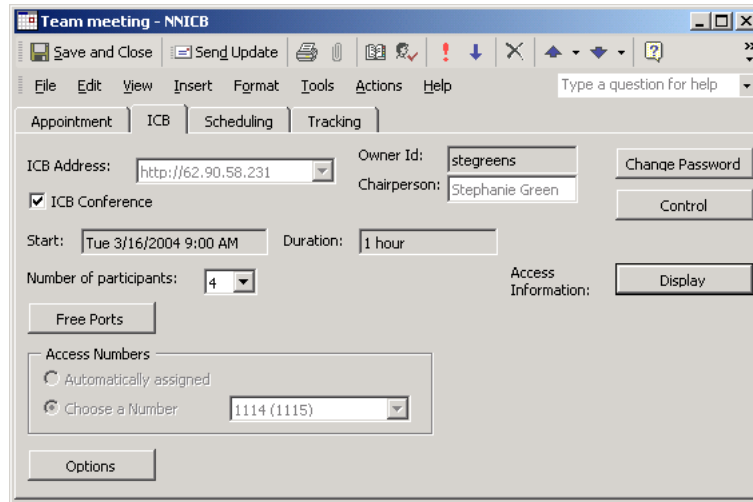 Team meeting - NNICB
Save and Close Send Update
File Edit View Insert Format Tools Actions Help Type a question for help
Appointment ICB Scheduling Tracking
ICB Address: http://62.90.58.231 Owner Id: stegreens Change Password
Chairperson: Stephanie Green
ICB Conference Control
Start: Tue 3/16/2004 9:00 AM Duration: 1 hour
Number of participants: 4 Access Information: Display
Free Ports
Access Numbers
Automatically assigned
Choose a Number 1114 (1115)
Options